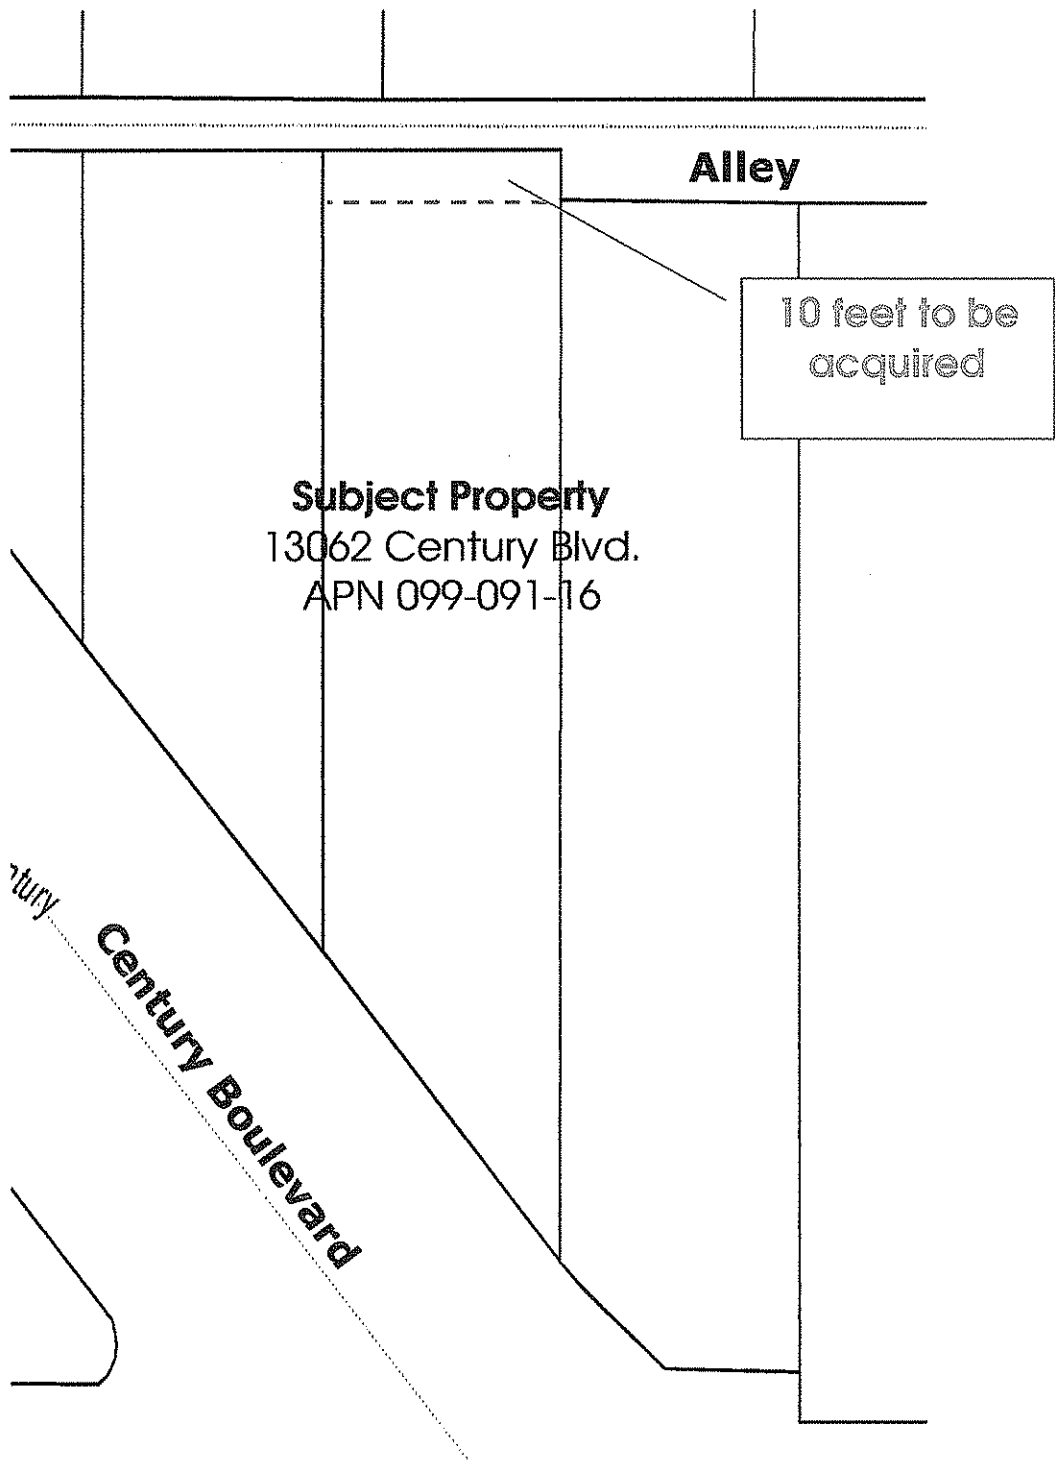 Alley
10 feet to be
acquired
Subject Property
13062 Century Blvd.
APN 099-091-16
Century Boulevard